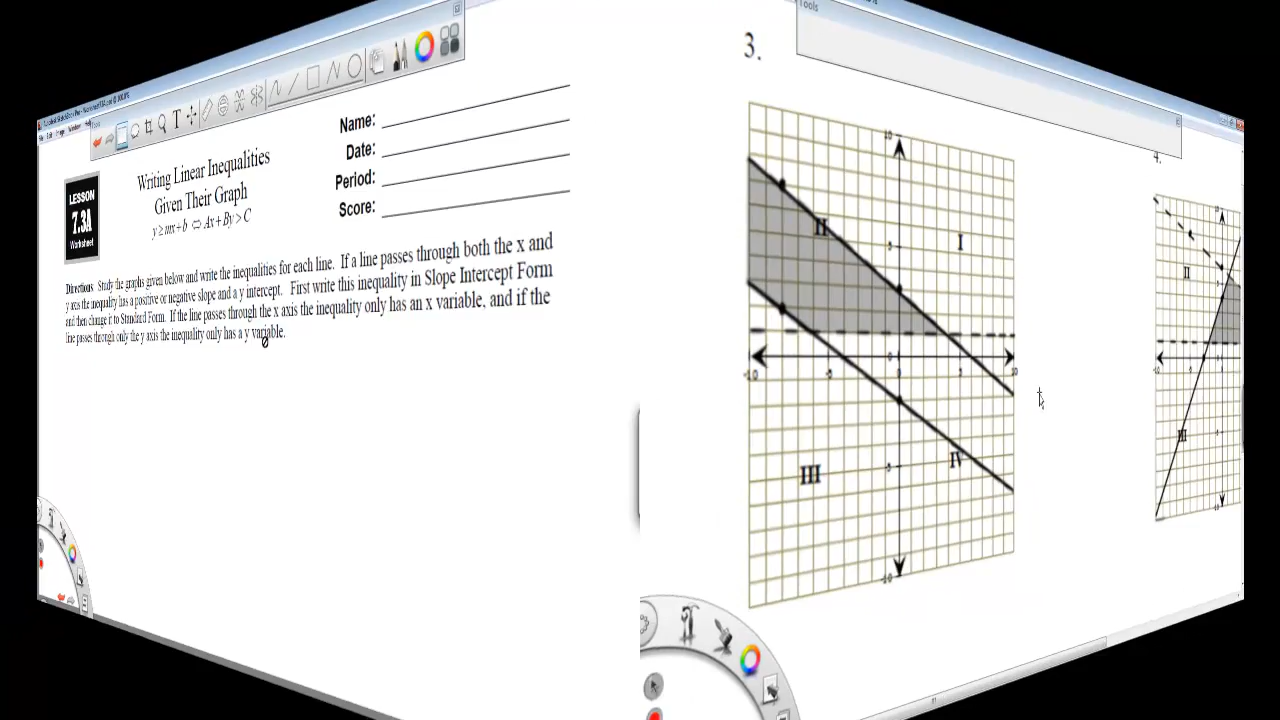 Tools
LESSON
7.3A
Worksheet
Writing Linear Inequalities
Given Their Graph
y ≥ mx + b ⇔ Ax + By > C
Name:
Date:
Period:
Score:
Directions: Study the graphs given below and write the inequalities for each line. If a line passes through both the x and
y axis the inequality has a positive or negative slope and a y intercept. First write this inequality in Slope Intercept Form
and then change it to Standard Form. If the line passes through the x axis the inequality only has an x variable, and if the
line passes through only the y axis the inequality only has a y variable.
3.
10
II
I
5
0
-10
-5
0
5
10
-5
III
IV
-10
4.
II
III